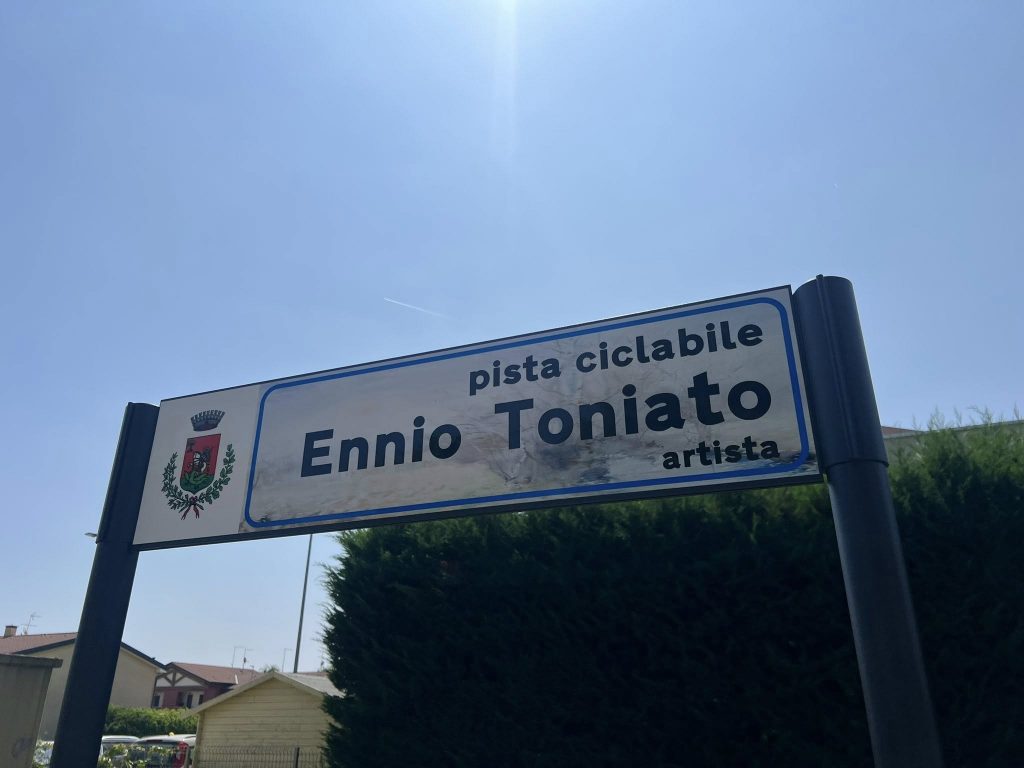 pista ciclabile
Ennio Toniato
artista